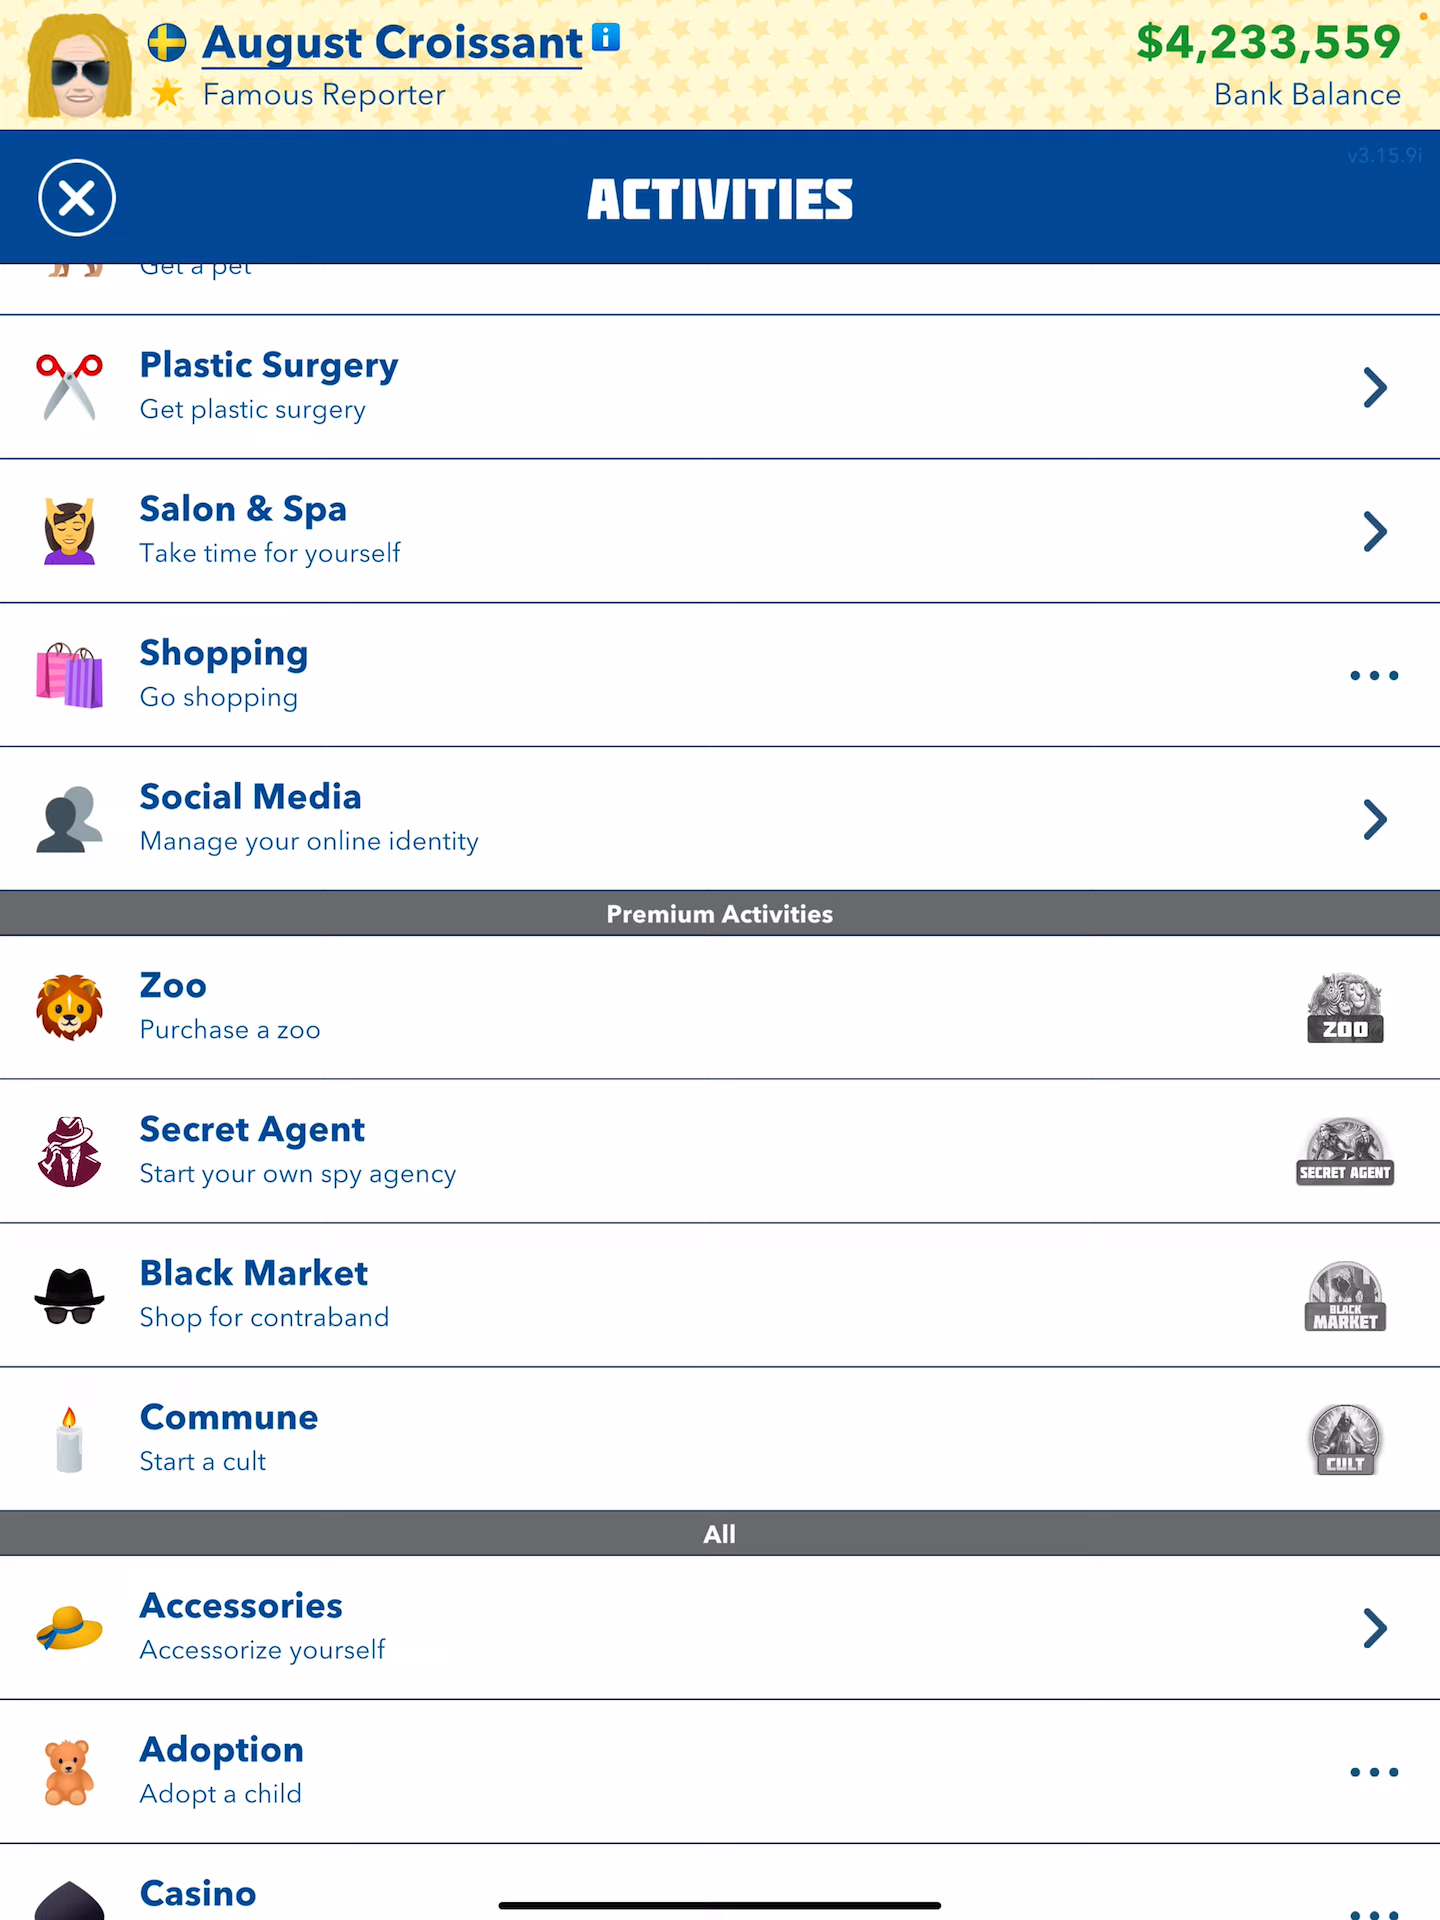 August Croissant i
Famous Reporter
$4,233,559
Bank Balance
v3.15.9i
ACTIVITIES
Get a pet
Plastic Surgery
Get plastic surgery
Salon & Spa
Take time for yourself
Shopping
Go shopping
Social Media
Manage your online identity
Premium Activities
Zoo
Purchase a zoo
ZOO
Secret Agent
Start your own spy agency
SECRET AGENT
Black Market
Shop for contraband
BLACK
MARKET
Commune
Start a cult
CULT
All
Accessories
Accessorize yourself
Adoption
Adopt a child
Casino